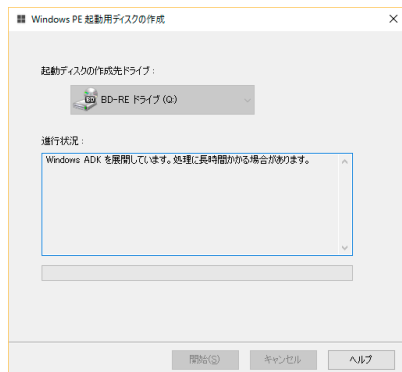 Windows PE 起動用ディスクの作成
起動ディスクの作成先ドライブ：
BD-RE ドライブ (Q:)
進行状況：
Windows ADK を展開しています。処理に長時間かかる場合があります。
開始(S)
キャンセル
ヘルプ